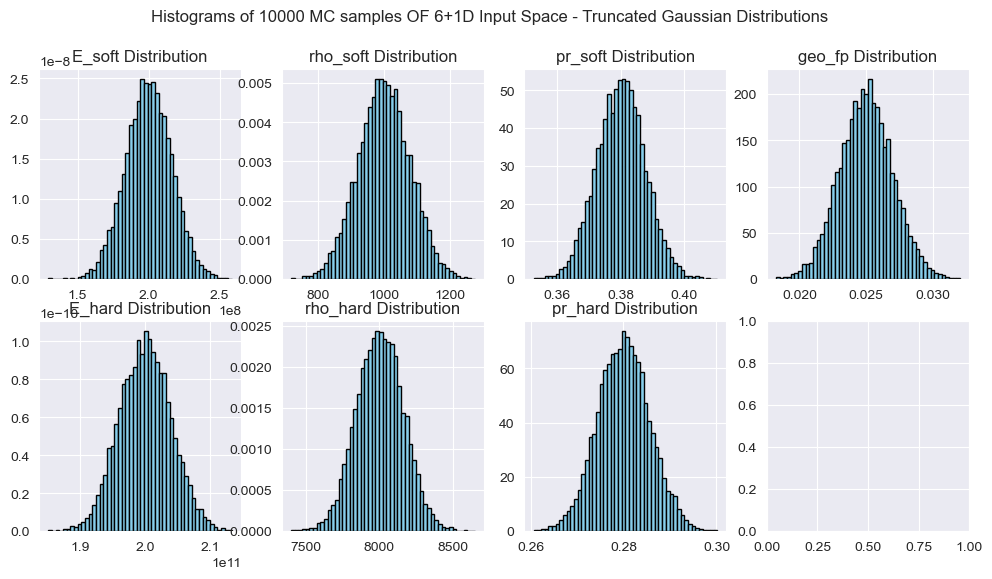 Histograms of 10000 MC samples OF 6+1D Input Space - Truncated Gaussian Distributions
E_soft Distribution
1e−8
2.5
2.0
1.5
1.0
0.5
0.0
1.5 2.0 2.5
1e8
rho_soft Distribution
0.005
0.004
0.003
0.002
0.001
0.000
800 1000 1200
pr_soft Distribution
50
40
30
20
10
0
0.36 0.38 0.40
geo_fp Distribution
200
150
100
50
0
0.020 0.025 0.030
E_hard Distribution
1.0
0.8
0.6
0.4
0.2
0.0
1.9 2.0 2.1
1e11
rho_hard Distribution
0.0025
0.0020
0.0015
0.0010
0.0005
0.0000
7500 8000 8500
pr_hard Distribution
60
40
20
0
0.26 0.28 0.30
1.0
0.8
0.6
0.4
0.2
0.0
0.00 0.25 0.50 0.75 1.00